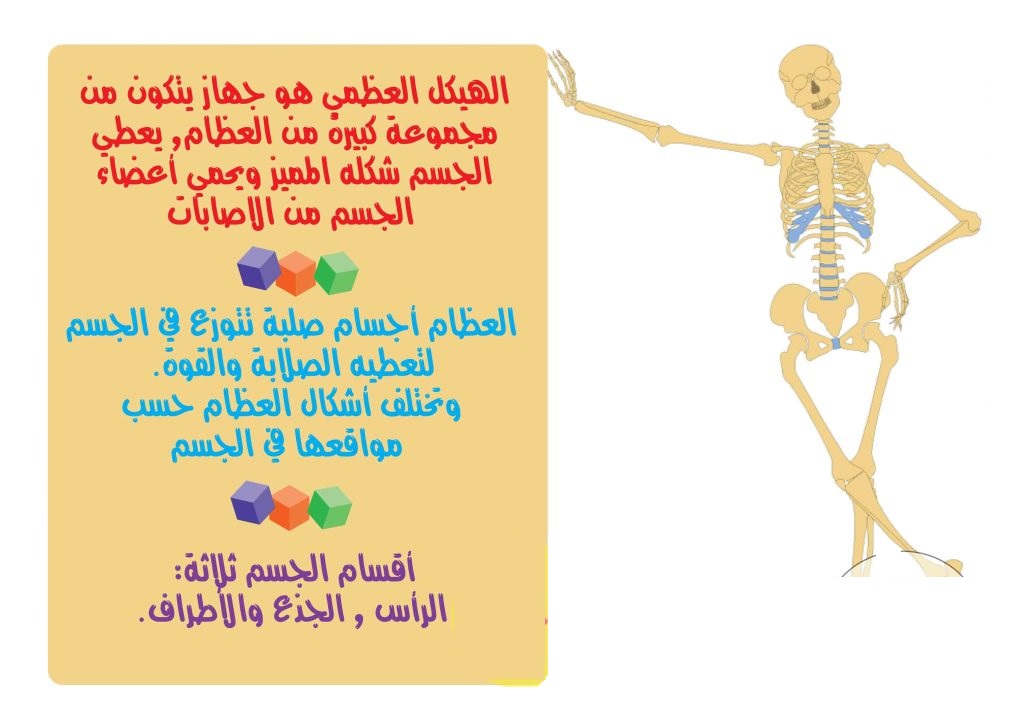 الهيكل العظمي هو جهاز يتكون من
مجموعة كبيرة من العظام, يعطي
الجسم شكله المميز ويحمي أعضاء
الجسم من الاصابات
العظام أجسام صلبة تتوزع في الجسم
لتعطيه الصلابة والقوة.
وتختلف أشكال العظام حسب
مواقعها في الجسم
أقسام الجسم ثلاثة:
الرأس , الجذع والأطراف.